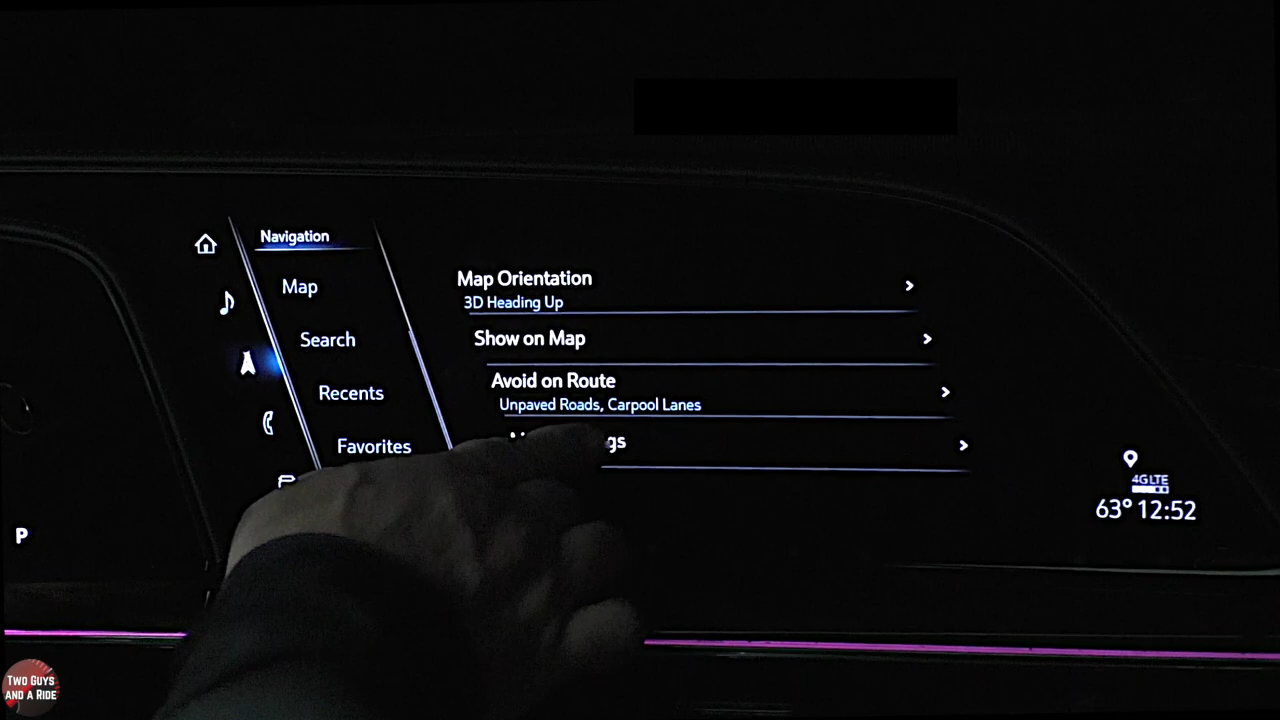 Navigation
Map
Search
Recents
Favorites
Map Orientation
3D Heading Up
Show on Map
Avoid on Route
Unpaved Roads, Carpool Lanes
4G LTE
63° 12:52
P
TWO GUYS
AND A RIDE